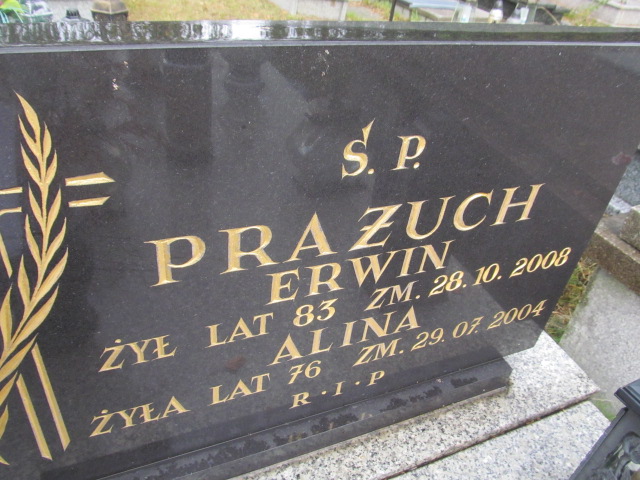 Ś. P.
PRAŻUCH
ERWIN
ŻYŁ LAT 83 ZM. 28.10.2008
ALINA
ŻYŁA LAT 76 ZM. 29.07.2004
R·I·P